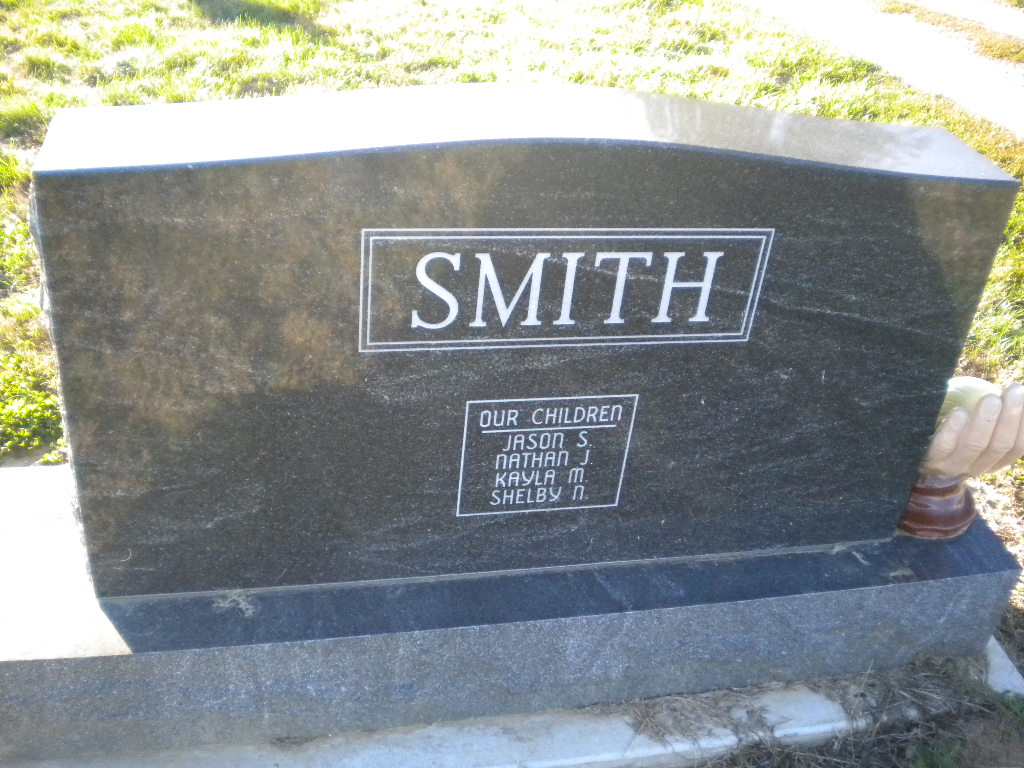 SMITH
OUR CHILDREN
JASON S.
NATHAN J.
KAYLA M.
SHELBY N.